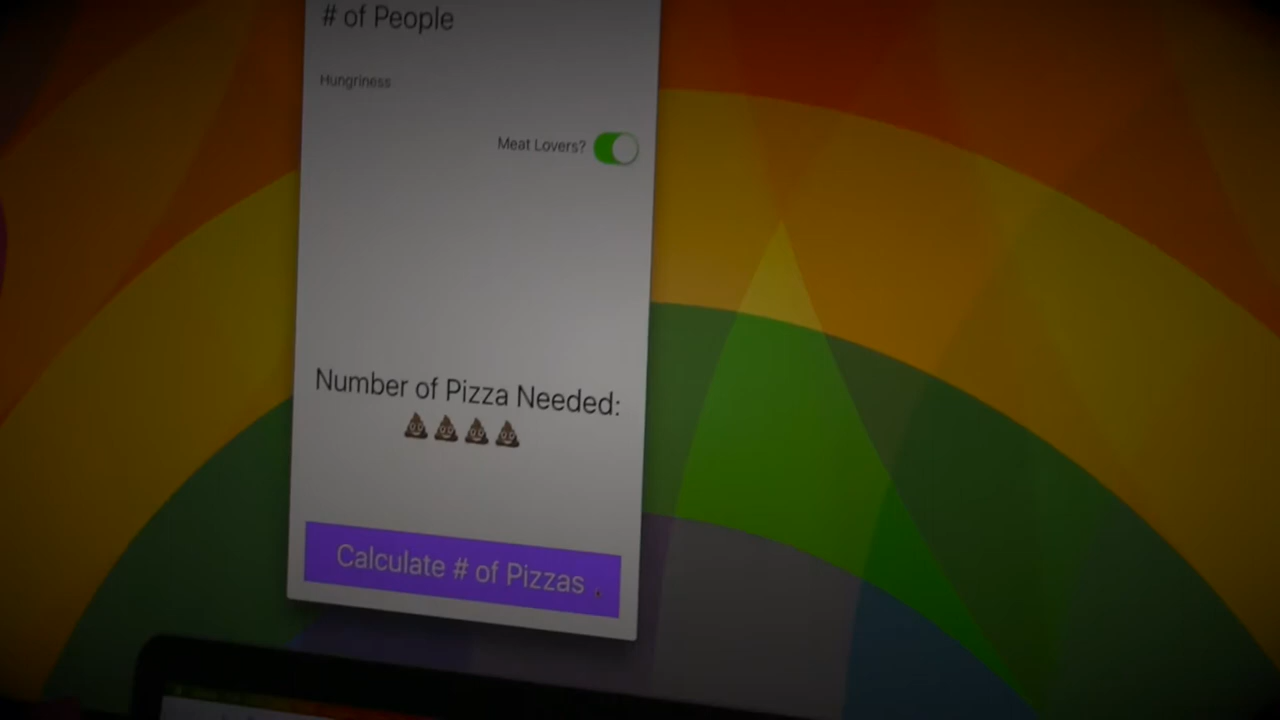 # of People
Hungriness
Meat Lovers?
Number of Pizza Needed:
💩💩💩💩
Calculate # of Pizzas